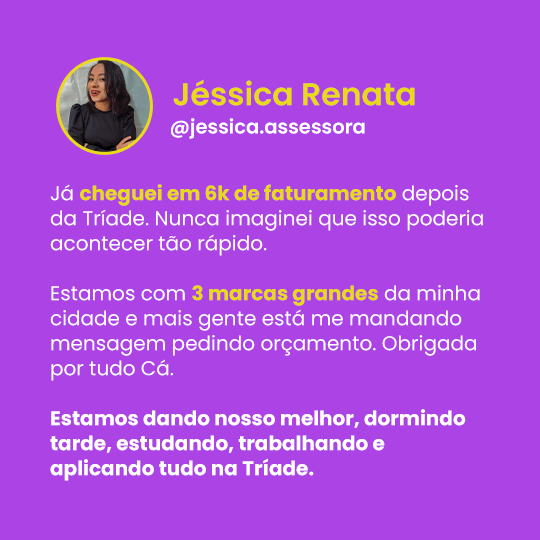 Jéssica Renata
@jessica.assessora
Já cheguei em 6k de faturamento depois
da Tríade. Nunca imaginei que isso poderia
acontecer tão rápido.
Estamos com 3 marcas grandes da minha
cidade e mais gente está me mandando
mensagem pedindo orçamento. Obrigada
por tudo Cá.
Estamos dando nosso melhor, dormindo
tarde, estudando, trabalhando e
aplicando tudo na Tríade.